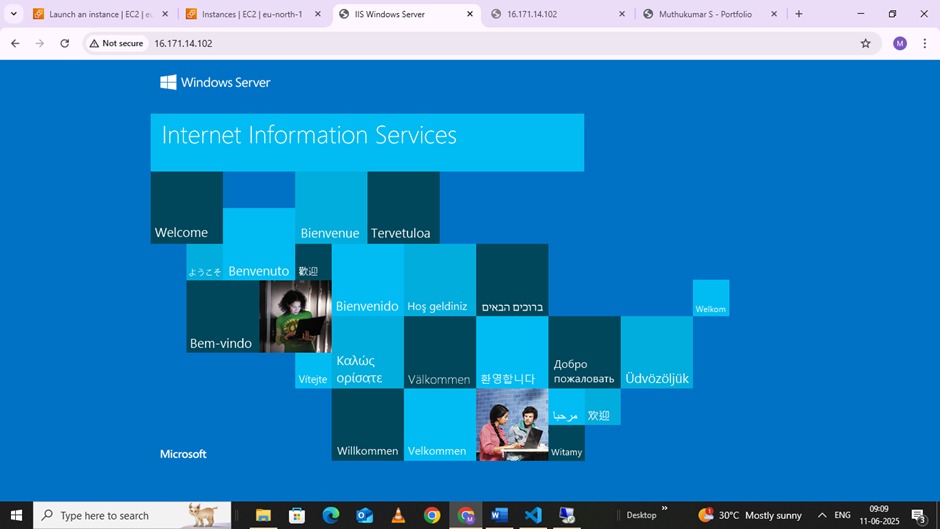 Launch an instance | EC2 | eu
Instances | EC2 | eu-north-1
IIS Windows Server
16.171.14.102
Muthukumar S - Portfolio
Not secure
16.171.14.102
M
Windows Server
Internet Information Services
Welcome
Bienvenue
Tervetuloa
ようこそ
Benvenuto
歡迎
Bienvenido
Hoş geldiniz
ברוכים הבאים
Welkom
Bem-vindo
Vítejte
Καλώς
ορίσατε
Välkommen
환영합니다
Добро
пожаловать
Üdvözöljük
مرحبا
欢迎
Willkommen
Velkommen
Witamy
Microsoft
Type here to search
Desktop
30°C Mostly sunny
ENG
09:09
11-06-2025
3